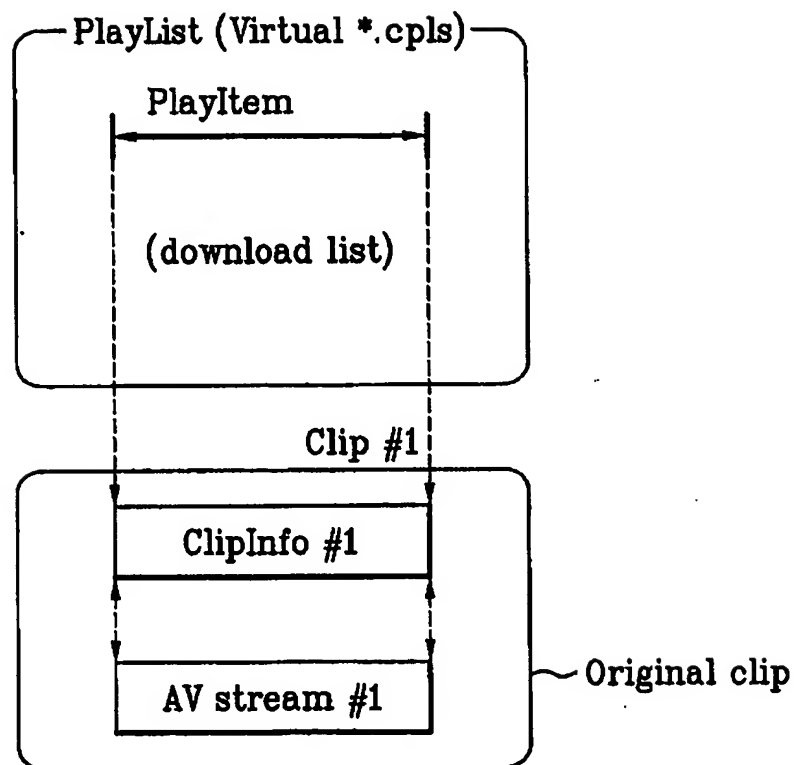 PlayList (Virtual *.cpls)
PlayItem
(download list)
Clip #1
ClipInfo #1
AV stream #1
Original clip